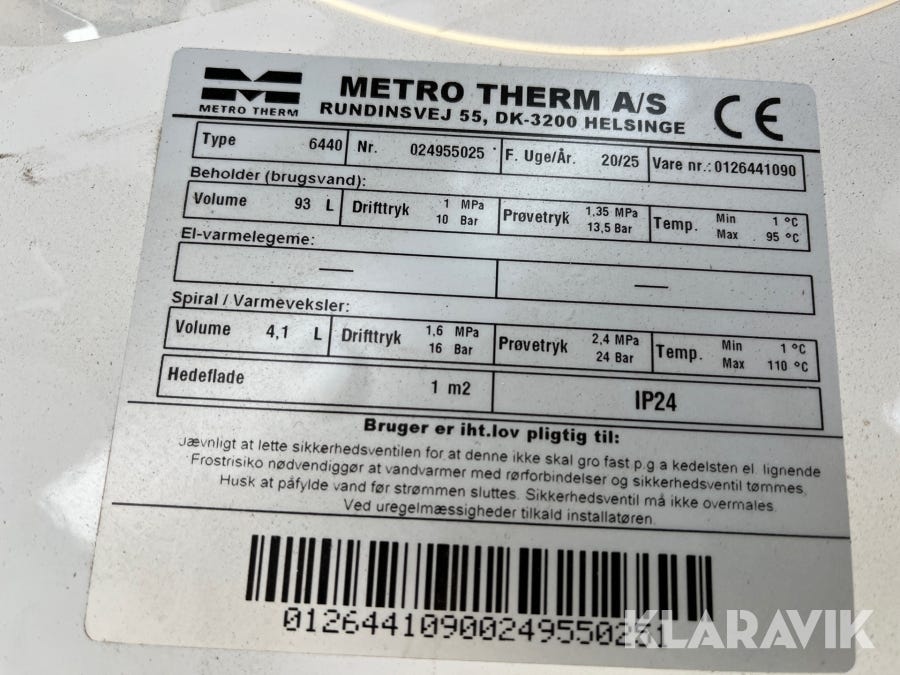 METRO THERM
METRO THERM A/S
RUNDINSVEJ 55, DK-3200 HELSINGE
CE
Type 6440 Nr. 024955025 F. Uge/År. 20/25 Vare nr.: 0126441090
Beholder (brugsvand):
Volume 93 L Drifttryk 1 MPa 10 Bar Prøvetryk 1,35 MPa 13,5 Bar Temp. Min 1 °C Max 95 °C
El-varmelegeme:
— —
Spiral / Varmeveksler:
Volume 4,1 L Drifttryk 1,6 MPa 16 Bar Prøvetryk 2,4 MPa 24 Bar Temp. Min 1 °C Max 110 °C
Hedeflade 1 m2 IP24
Bruger er iht.lov pligtig til:
Jævnligt at lette sikkerhedsventilen for at denne ikke skal gro fast p.g a kedelsten el. lignende
Frostrisiko nødvendiggør at vandvarmer med rørforbindelser og sikkerhedsventil tømmes.
Husk at påfylde vand før strømmen sluttes. Sikkerhedsventil må ikke overmales.
Ved uregelmæssigheder tilkald installatøren.
01264410900249550251
KLARAVIK